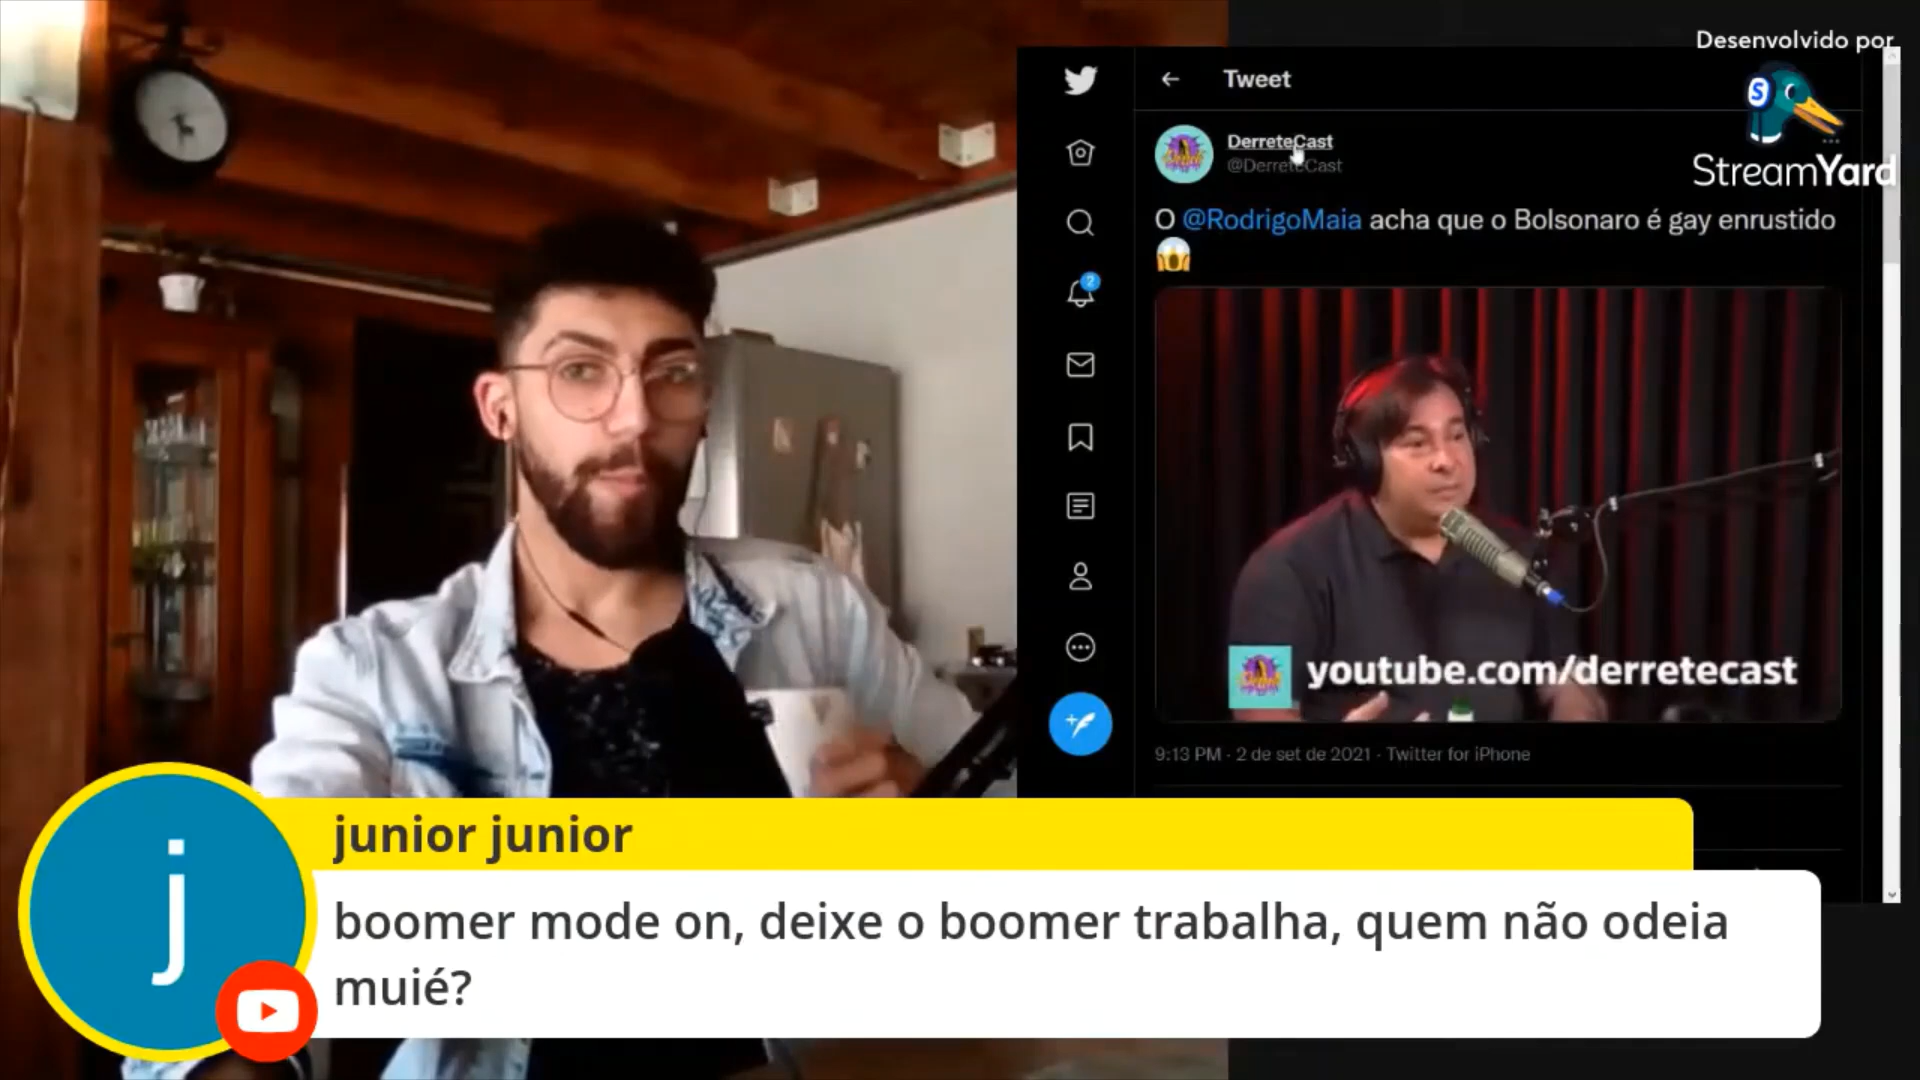 Desenvolvido por
StreamYard
Tweet
DerreteCast
@DerreteCast
O @RodrigoMaia acha que o Bolsonaro é gay enrustido
2
youtube.com/derretecast
9:13 PM · 2 de set de 2021 · Twitter for iPhone
j
junior junior
boomer mode on, deixe o boomer trabalha, quem não odeia
muié?